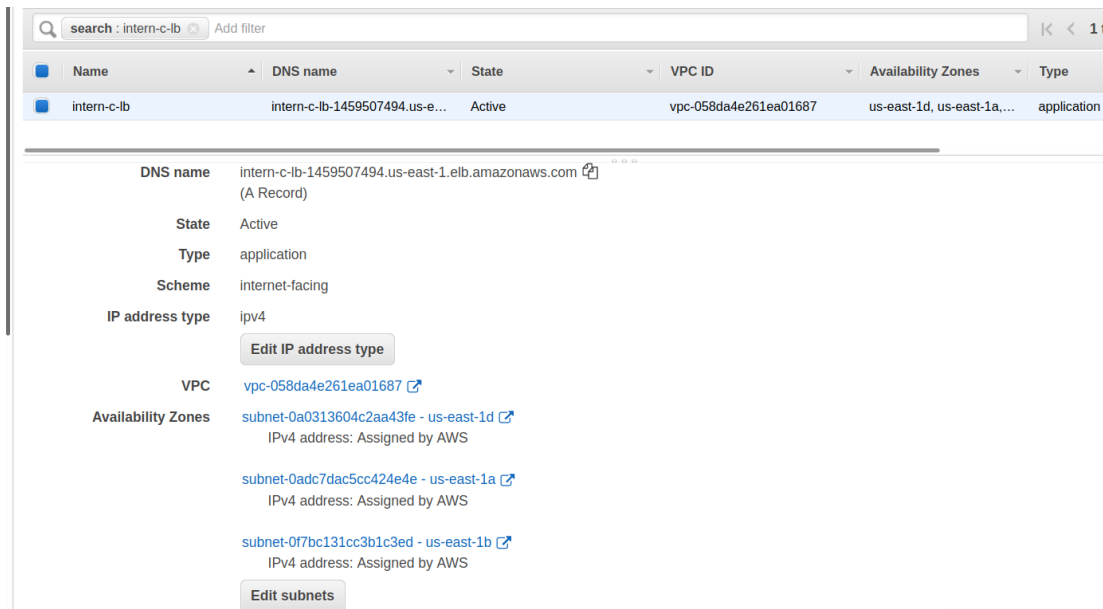 search : intern-c-lb Add filter 1
Name DNS name State VPC ID Availability Zones Type
intern-c-lb intern-c-lb-1459507494.us-e... Active vpc-058da4e261ea01687 us-east-1d, us-east-1a,... application
DNS name intern-c-lb-1459507494.us-east-1.elb.amazonaws.com
(A Record)
State Active
Type application
Scheme internet-facing
IP address type ipv4
Edit IP address type
VPC vpc-058da4e261ea01687
Availability Zones subnet-0a0313604c2aa43fe - us-east-1d
IPv4 address: Assigned by AWS
subnet-0adc7dac5cc424e4e - us-east-1a
IPv4 address: Assigned by AWS
subnet-0f7bc131cc3b1c3ed - us-east-1b
IPv4 address: Assigned by AWS
Edit subnets